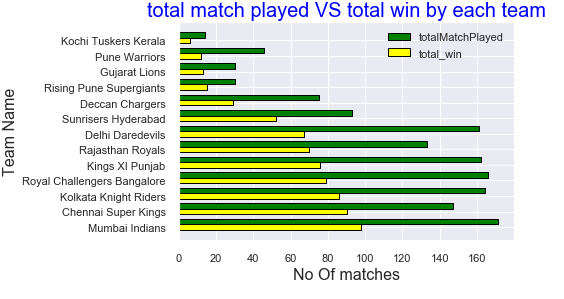 total match played VS total win by each team
totalMatchPlayed
total_win
Team Name
Kochi Tuskers Kerala
Pune Warriors
Gujarat Lions
Rising Pune Supergiants
Deccan Chargers
Sunrisers Hyderabad
Delhi Daredevils
Rajasthan Royals
Kings XI Punjab
Royal Challengers Bangalore
Kolkata Knight Riders
Chennai Super Kings
Mumbai Indians
0 20 40 60 80 100 120 140 160
No Of matches